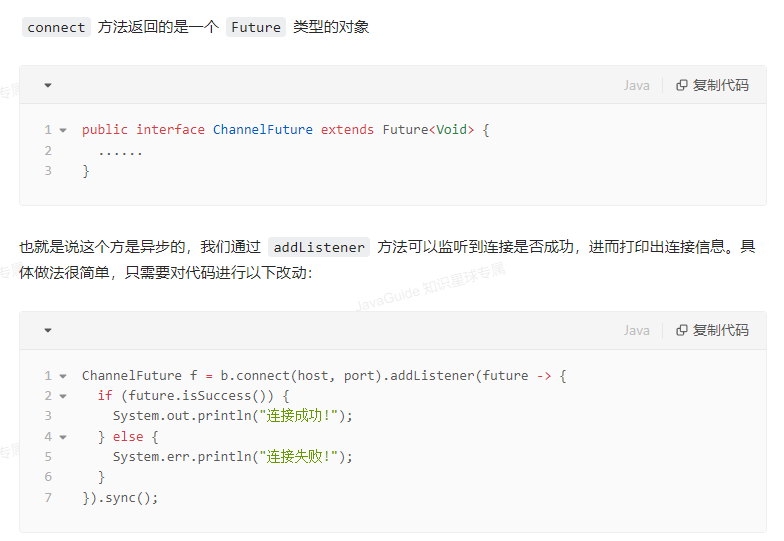 connect 方法返回的是一个 Future 类型的对象
Java 复制代码
1 public interface ChannelFuture extends Future<Void> {
2   ......
3 }
也就是说这个方是异步的，我们通过 addListener 方法可以监听到连接是否成功，进而打印出连接信息。具
体做法很简单，只需要对代码进行以下改动：
JavaGuide 知识星球专属
Java 复制代码
1 ChannelFuture f = b.connect(host, port).addListener(future -> {
2   if (future.isSuccess()) {
3     System.out.println("连接成功!");
4   } else {
5     System.err.println("连接失败!");
6   }
7 }).sync();
专属
专属
专属